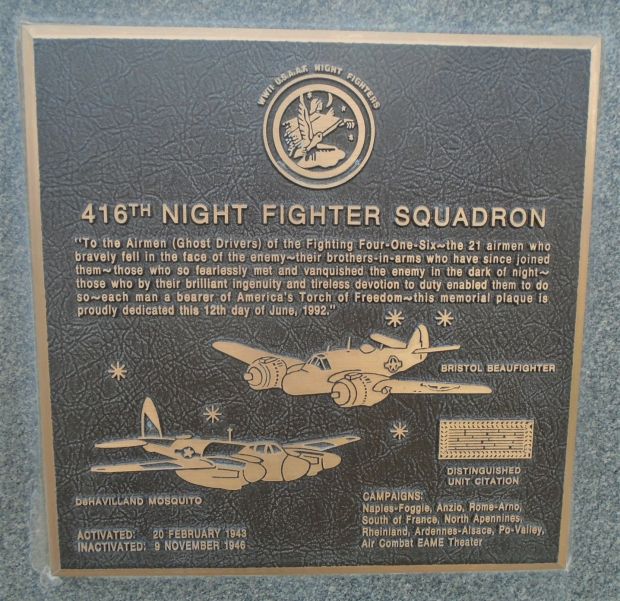 WWII U.S.A.A.F. NIGHT FIGHTERS
416TH NIGHT FIGHTER SQUADRON
"To the Airmen (Ghost Drivers) of the Fighting Four-One-Six~the 21 airmen who
bravely fell in the face of the enemy~their brothers-in-arms who have since joined
them~those who so fearlessly met and vanquished the enemy in the dark of night~
those who by their brilliant ingenuity and tireless devotion to duty enabled them to do
so~each man a bearer of America's Torch of Freedom~this memorial plaque is
proudly dedicated this 12th day of June, 1992."
BRISTOL BEAUFIGHTER
DISTINGUISHED
UNIT CITATION
DeHAVILLAND MOSQUITO
ACTIVATED: 20 FEBRUARY 1943
INACTIVATED: 9 NOVEMBER 1946
CAMPAIGNS:
Naples-Foggie, Anzio, Rome-Arno,
South of France, North Apennines,
Rheinland, Ardennes-Alsace, Po-Valley,
Air Combat EAME Theater